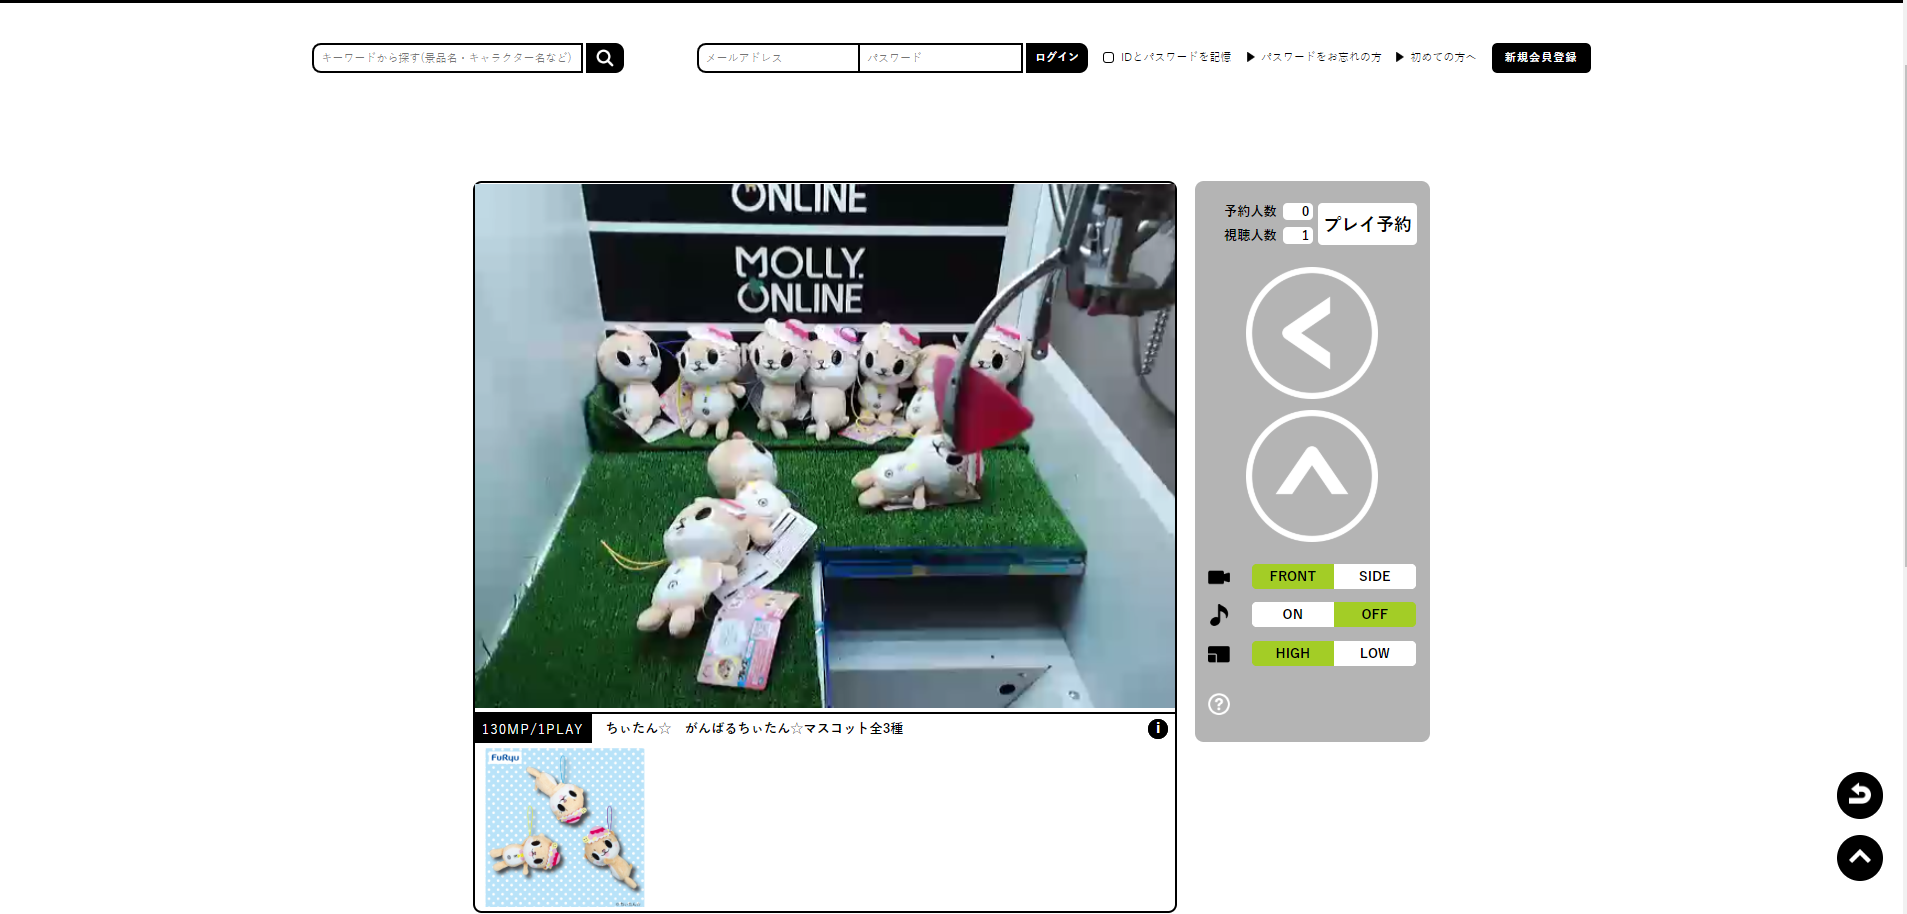 キーワードから探す(景品名・キャラクター名など)
メールアドレス
パスワード
ログイン
IDとパスワードを記憶
パスワードをお忘れの方
初めての方へ
新規会員登録
ONLINE
MOLLY.
ONLINE
予約人数 0
視聴人数 1
プレイ予約
FRONT SIDE
ON OFF
HIGH LOW
?
130MP/1PLAY
ちぃたん☆　がんばるちぃたん☆マスコット全3種
i
FuRyu